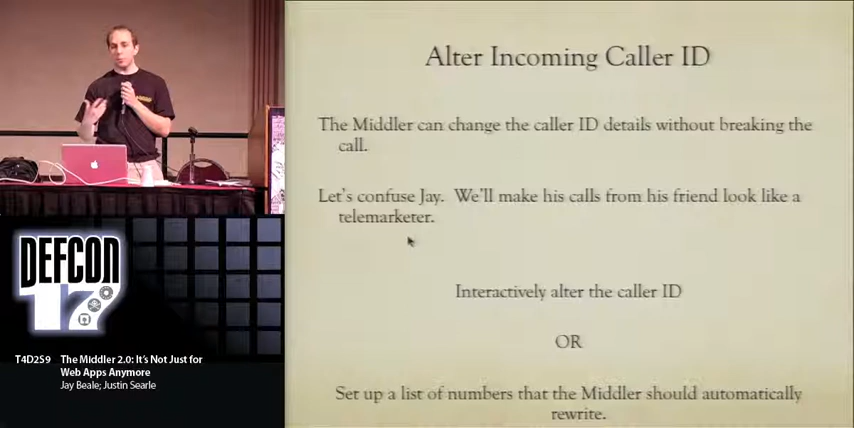 Alter Incoming Caller ID
The Middler can change the caller ID details without breaking the
call.
Let's confuse Jay. We'll make his calls from his friend look like a
telemarketer.
Interactively alter the caller ID
OR
Set up a list of numbers that the Middler should automatically
rewrite.
DEFCON
17
T4D2S9 The Middler 2.0: It's Not Just for
Web Apps Anymore
Jay Beale; Justin Searle